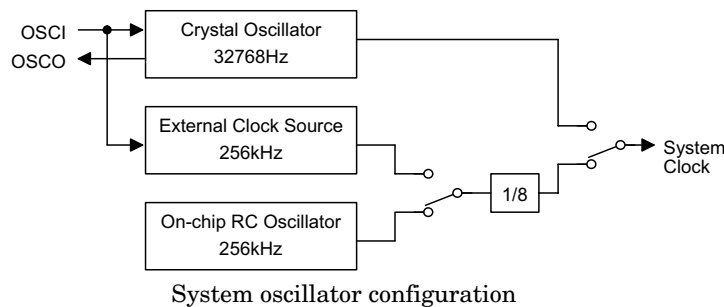 OSCI
OSCO
Crystal Oscillator
32768Hz
External Clock Source
256kHz
On-chip RC Oscillator
256kHz
1/8
System
Clock
System oscillator configuration